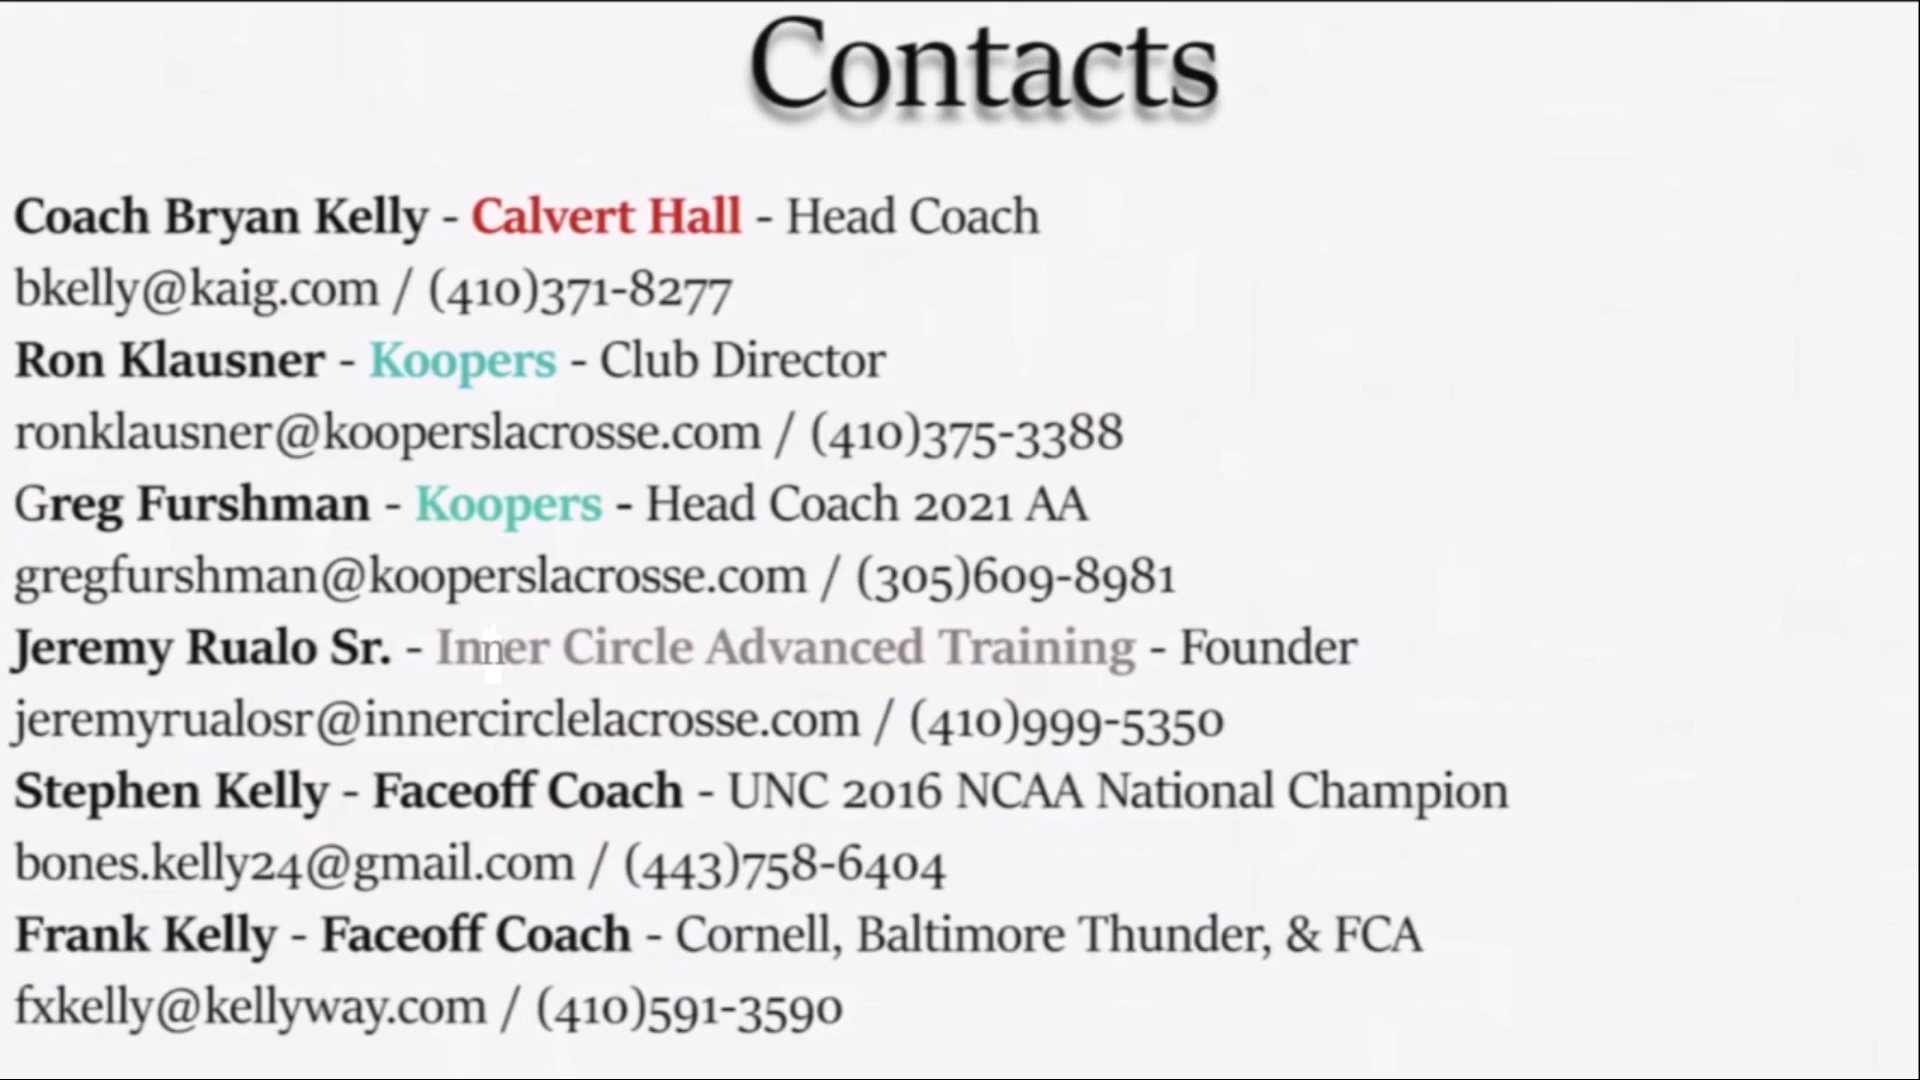 Contacts
Coach Bryan Kelly - Calvert Hall - Head Coach
bkelly@kaig.com / (410)371-8277
Ron Klausner - Koopers - Club Director
ronklausner@kooperslacrosse.com / (410)375-3388
Greg Furshman - Koopers - Head Coach 2021 AA
gregfurshman@kooperslacrosse.com / (305)609-8981
Jeremy Rualo Sr. - Inner Circle Advanced Training - Founder
jeremyrualosr@innercirclelacrosse.com / (410)999-5350
Stephen Kelly - Faceoff Coach - UNC 2016 NCAA National Champion
bones.kelly24@gmail.com / (443)758-6404
Frank Kelly - Faceoff Coach - Cornell, Baltimore Thunder, & FCA
fxkelly@kellyway.com / (410)591-3590